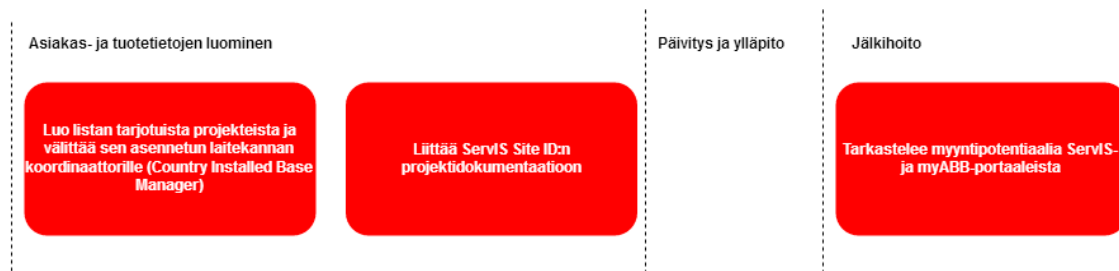 Asiakas- ja tuotetietojen luominen
Päivitys ja ylläpito
Jälkihoito
Luo listan tarjotuista projekteista ja
välittää sen asennetun laitekannan
koordinaattorille (Country Installed Base
Manager)
Liittää ServIS Site ID:n
projektidokumentaatioon
Tarkastelee myyntipotentiaalia ServIS-
ja myABB-portaaleista